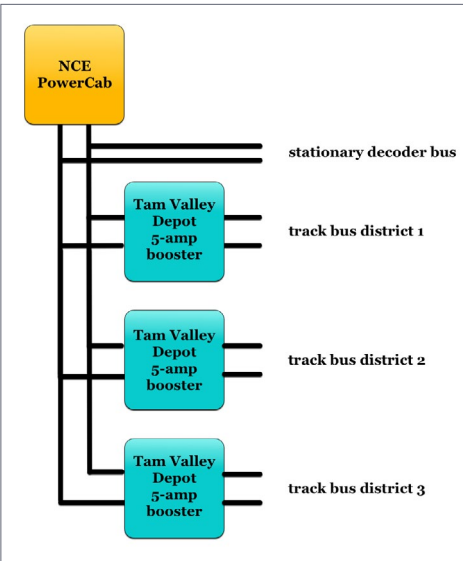 NCE
PowerCab
stationary decoder bus
Tam Valley
Depot
5-amp
booster
track bus district 1
Tam Valley
Depot
5-amp
booster
track bus district 2
Tam Valley
Depot
5-amp
booster
track bus district 3